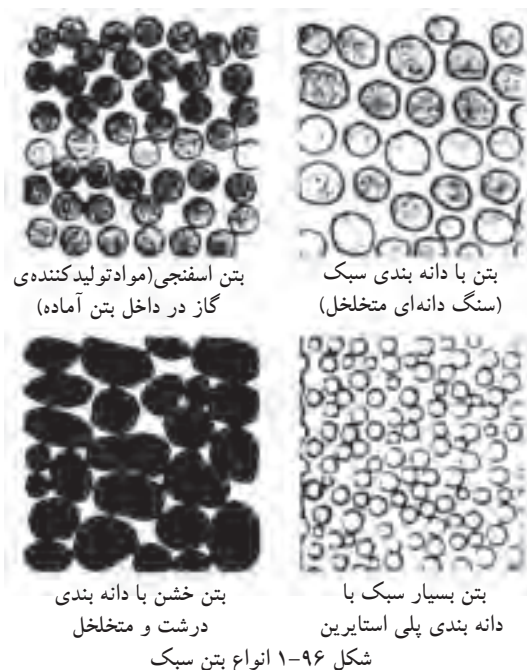 بتن با دانه بندی سبک
(سنگ دانه‌ای متخلخل)
بتن اسفنجی(موادتولیدکننده‌ی
گاز در داخل بتن آماده)
بتن بسیار سبک با
دانه بندی پلی استایرین
بتن خشن با دانه بندی
درشت و متخلخل
شکل ۹۶-۱ انواع بتن سبک